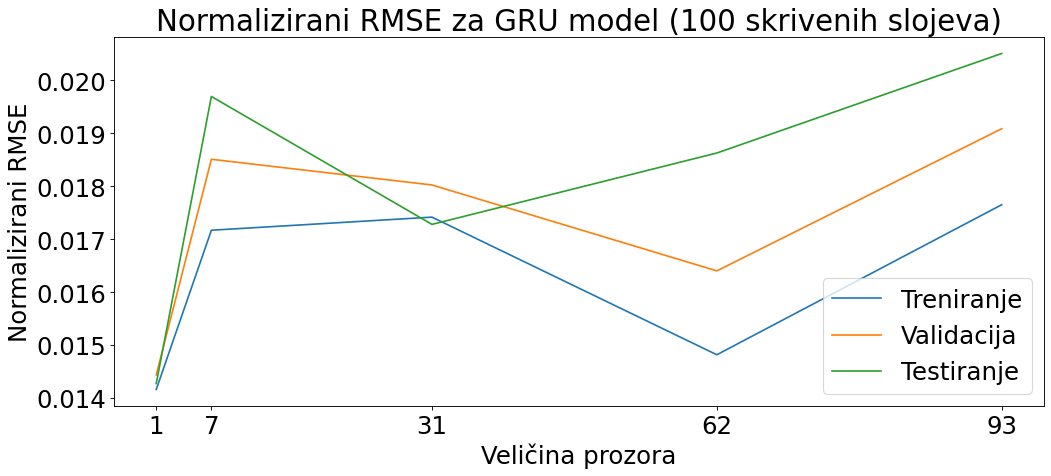 Normalizirani RMSE za GRU model (100 skrivenih slojeva)
Normalizirani RMSE
0.020
0.019
0.018
0.017
0.016
0.015
0.014
1 7 31 62 93
Veličina prozora
Treniranje
Validacija
Testiranje